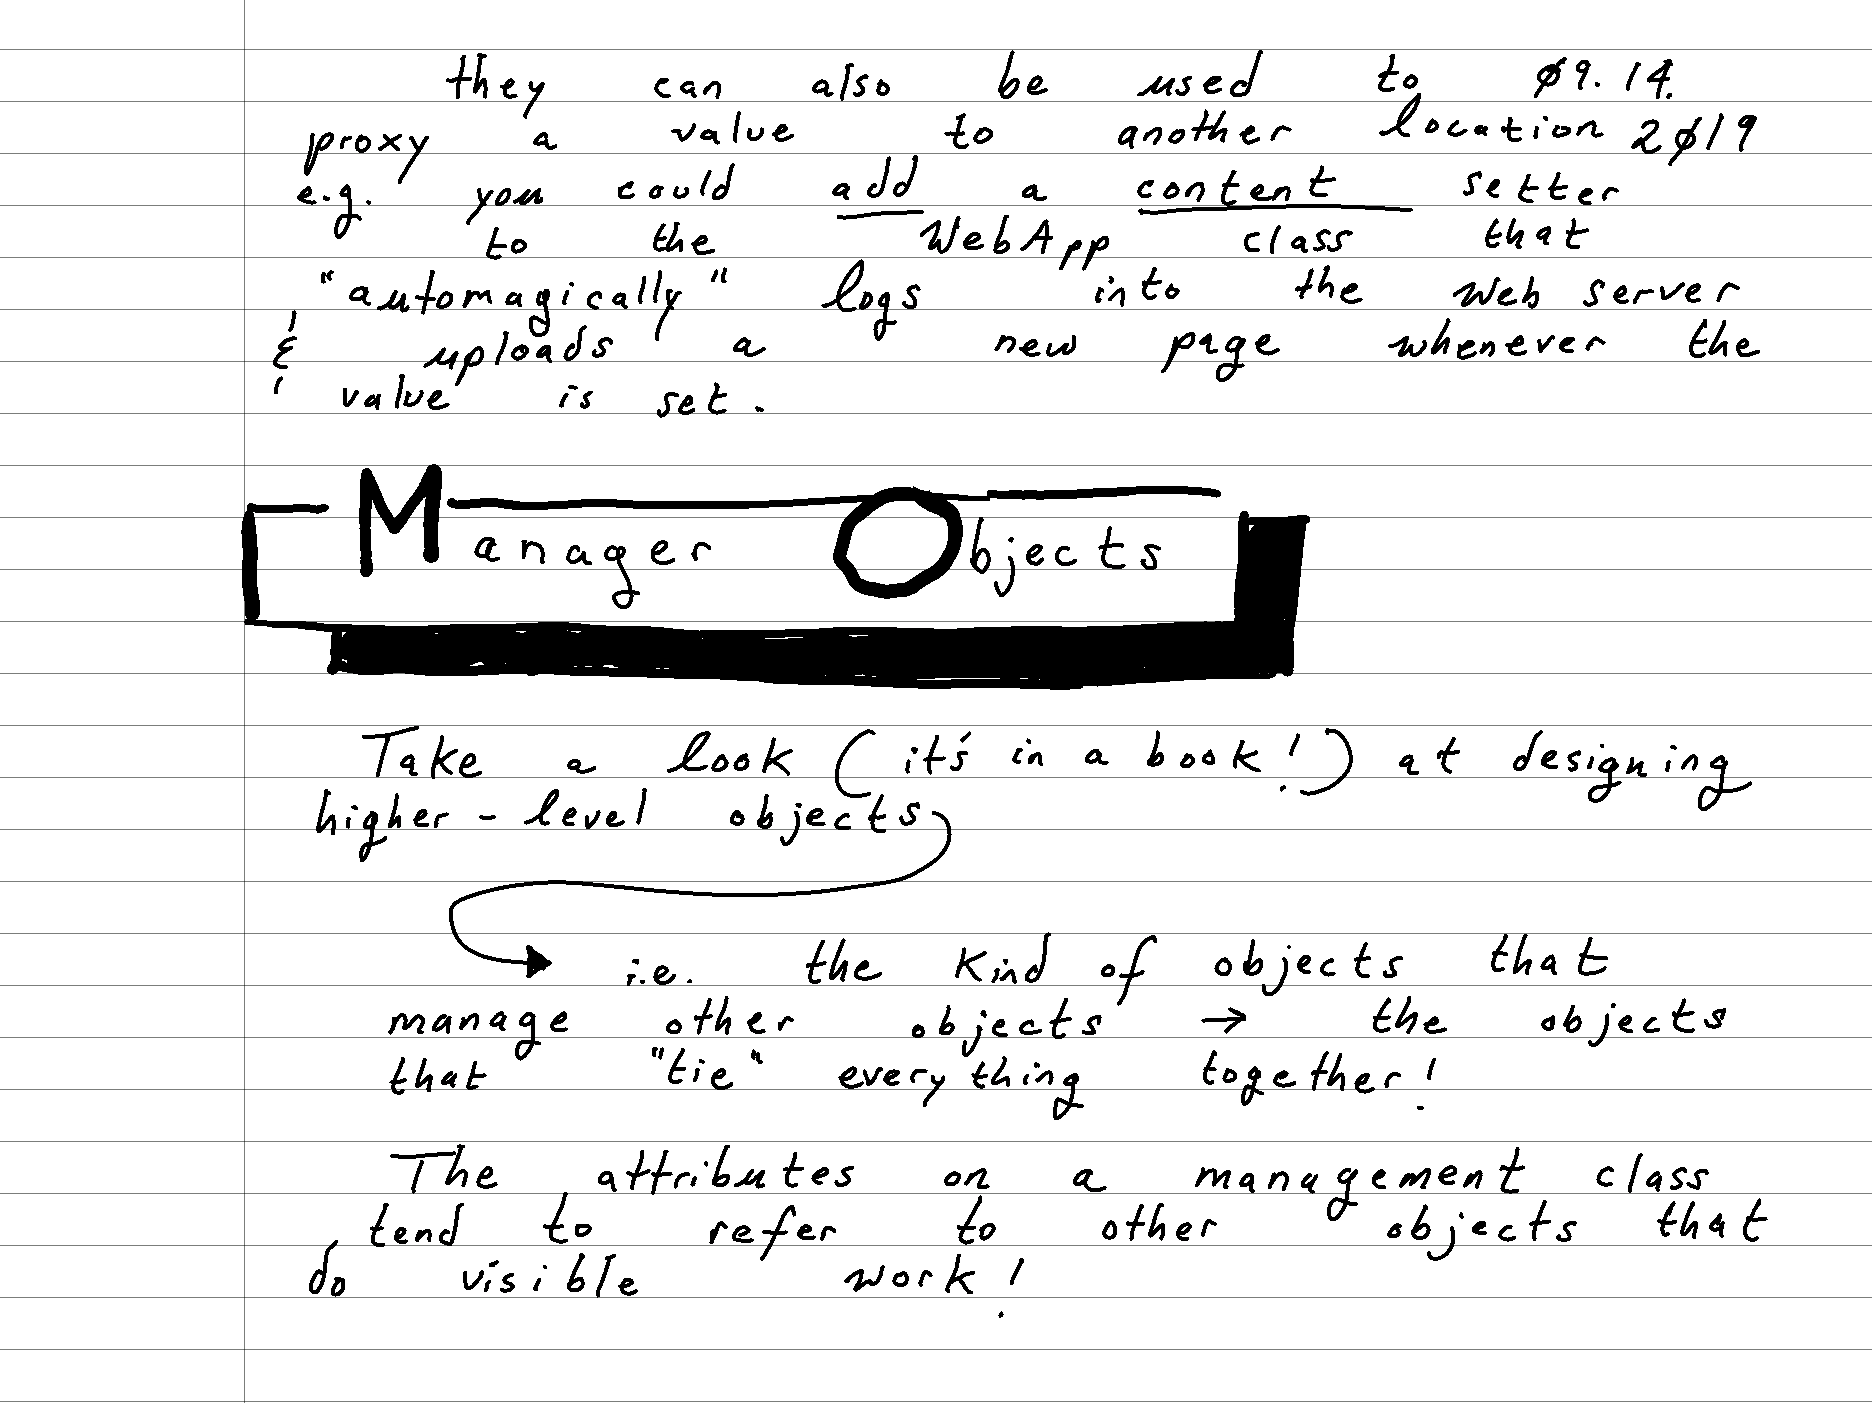 they can also be used to ø9.14.
proxy a value to another location 2ø19
e.g. you could add a content setter
to the WebApp class that
"automagically" logs into the web server
& uploads a new page whenever the
value is set.
Manager Objects
Take a look (it's in a book!) at designing
higher-level objects
i.e. the kind of objects that
manage other objects → the objects
that "tie" everything together!
The attributes on a management class
tend to refer to other objects that
do visible work!